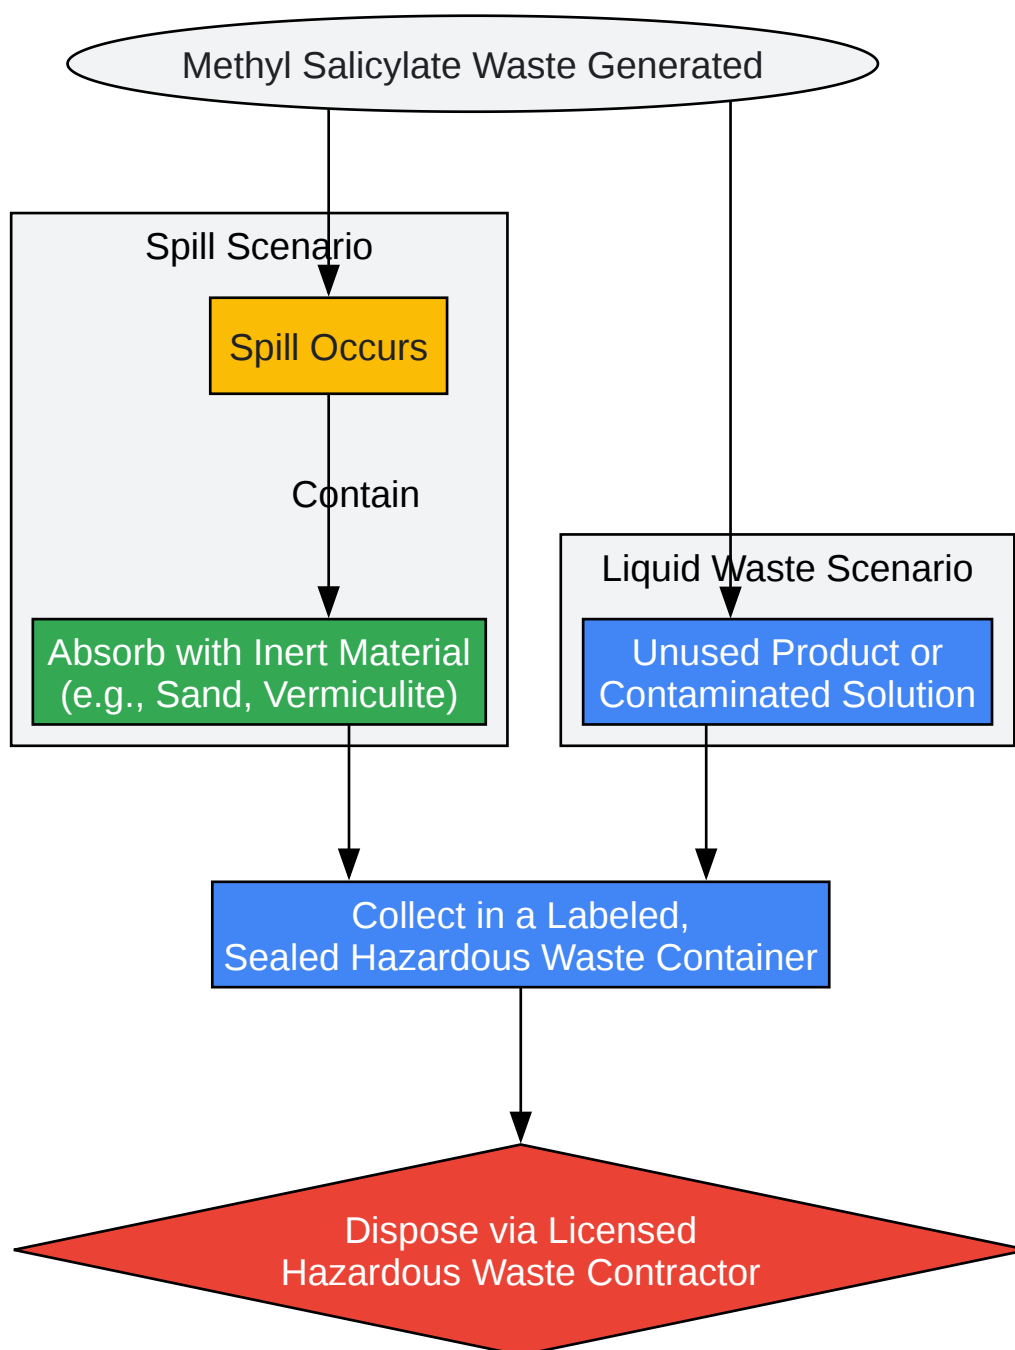 Methyl Salicylate Waste Generated
Spill Scenario
Spill Occurs
Contain
Absorb with Inert Material
(e.g., Sand, Vermiculite)
Liquid Waste Scenario
Unused Product or
Contaminated Solution
Collect in a Labeled,
Sealed Hazardous Waste Container
Dispose via Licensed
Hazardous Waste Contractor